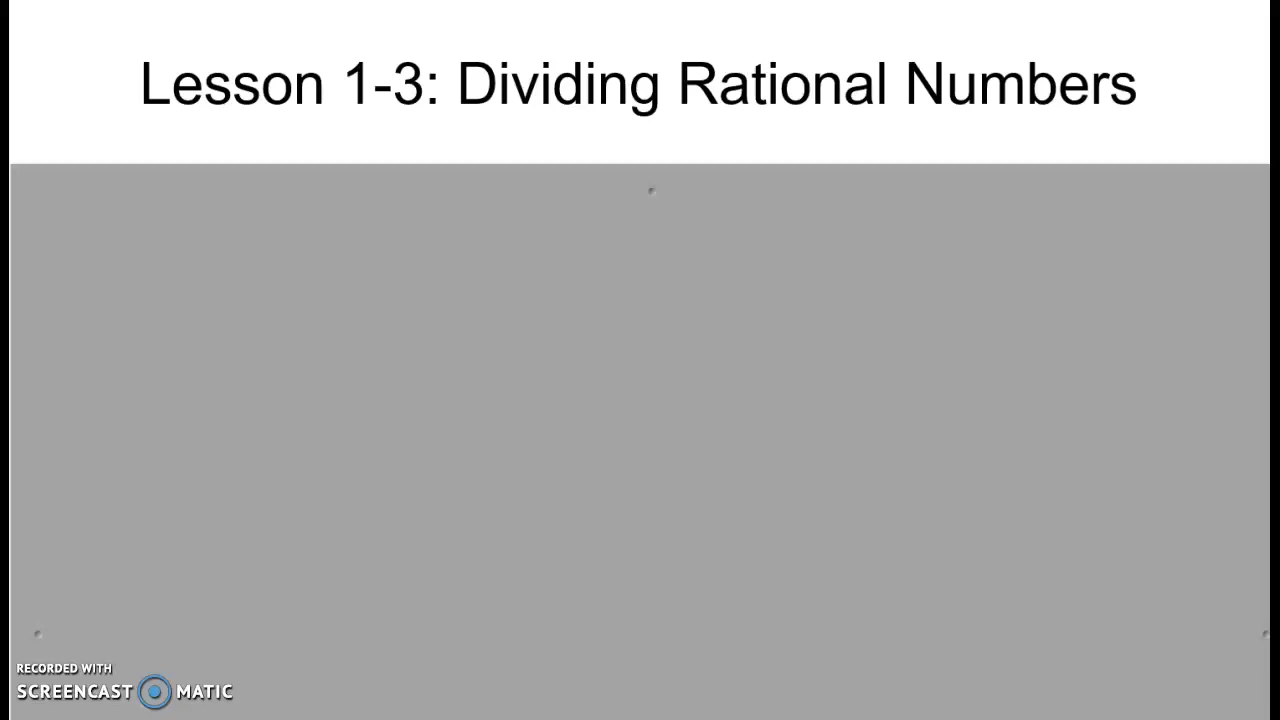 Lesson 1-3: Dividing Rational Numbers
RECORDED WITH
SCREENCAST MATIC